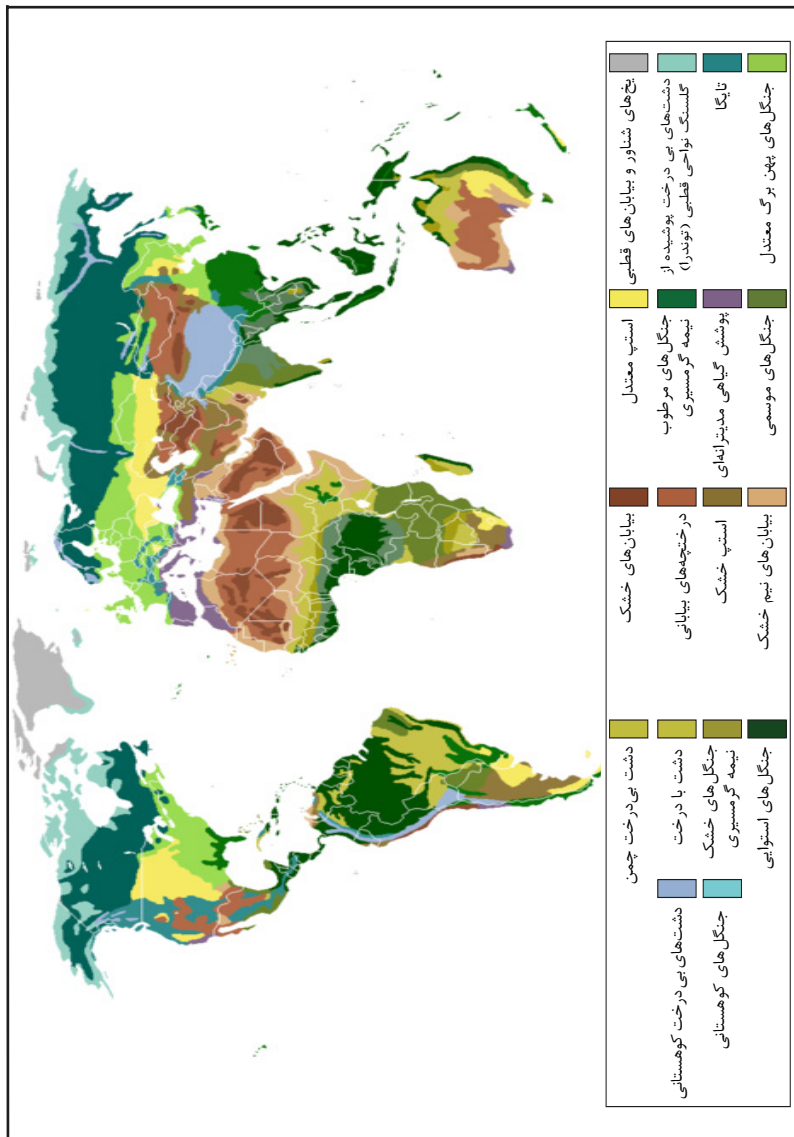 یخ‌های شناور و بیابان‌های قطبی
دشت‌های بی درخت پوشیده از
گلسنگ نواحی قطبی (توندرا)
تایگا
جنگل‌های پهن برگ معتدل
استپ معتدل
جنگل‌های مرطوب
نیمه گرمسیری
پوشش گیاهی مدیترانه‌ای
جنگل‌های موسمی
بیابان‌های خشک
درختچه‌های بیابانی
استپ خشک
بیابان‌های نیم خشک
دشت بی‌درخت چمن
دشت با درخت
جنگل‌های خشک
نیمه گرمسیری
جنگل‌های استوایی
دشت‌های بی‌درخت کوهستانی
جنگل‌های کوهستانی